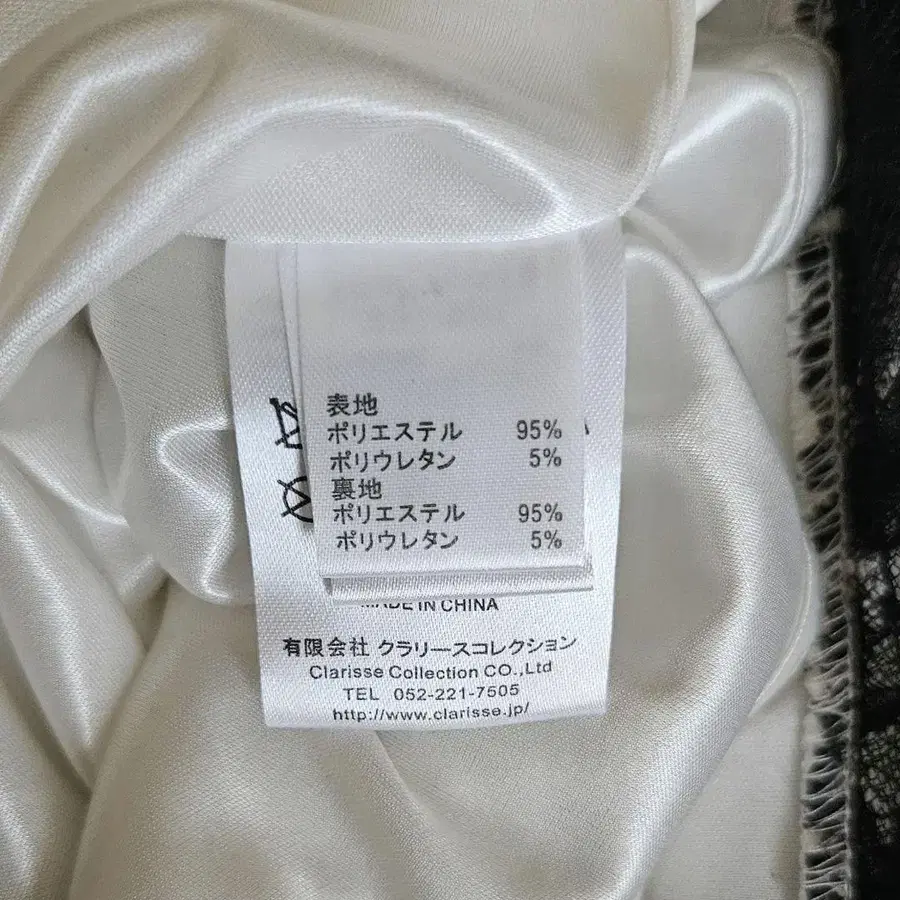 表地
ポリエステル 95%
ポリウレタン 5%
裏地
ポリエステル 95%
ポリウレタン 5%
MADE IN CHINA
有限会社 クラリースコレクション
Clarisse Collection CO.,Ltd
TEL 052-221-7505
http://www.clarisse.jp/